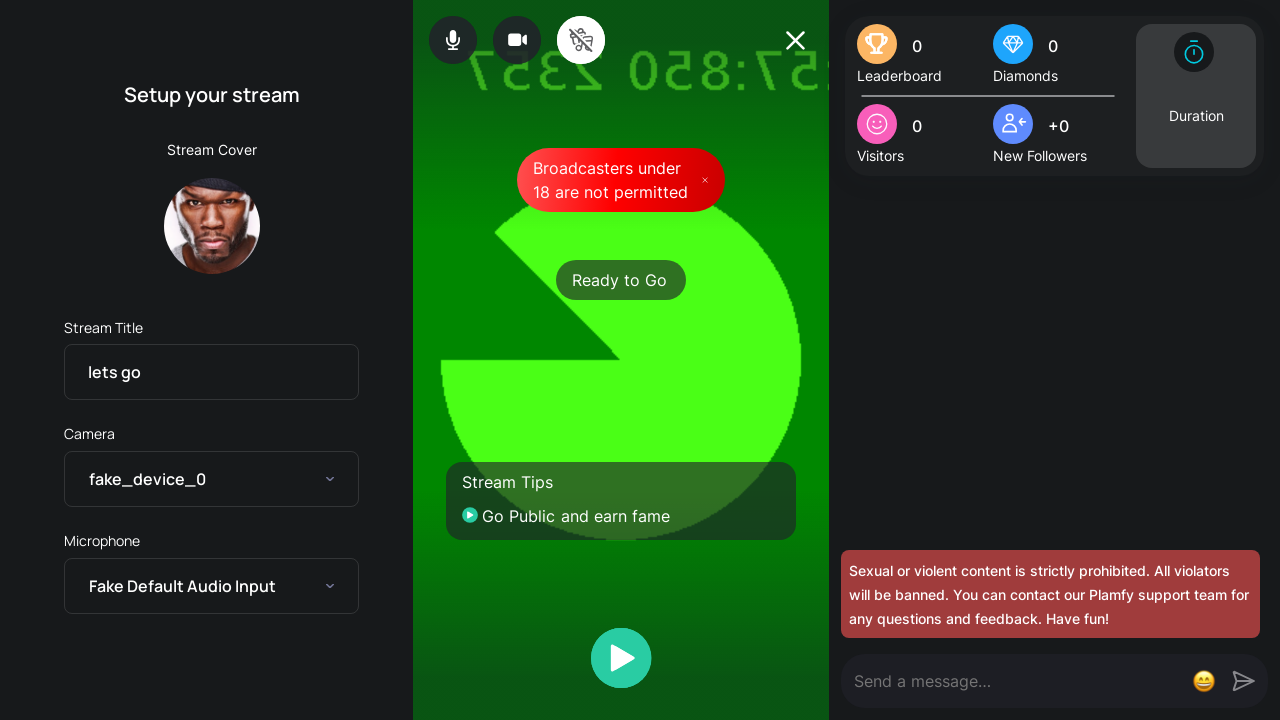 Setup your stream
Stream Cover
Stream Title
lets go
Camera
fake_device_0
Microphone
Fake Default Audio Input
:57:850 2357
Broadcasters under
18 are not permitted
Ready to Go
Stream Tips
Go Public and earn fame
0
Leaderboard
0
Diamonds
0
Visitors
+0
New Followers
Duration
Sexual or violent content is strictly prohibited. All violators
will be banned. You can contact our Plamfy support team for
any questions and feedback. Have fun!
Send a message...